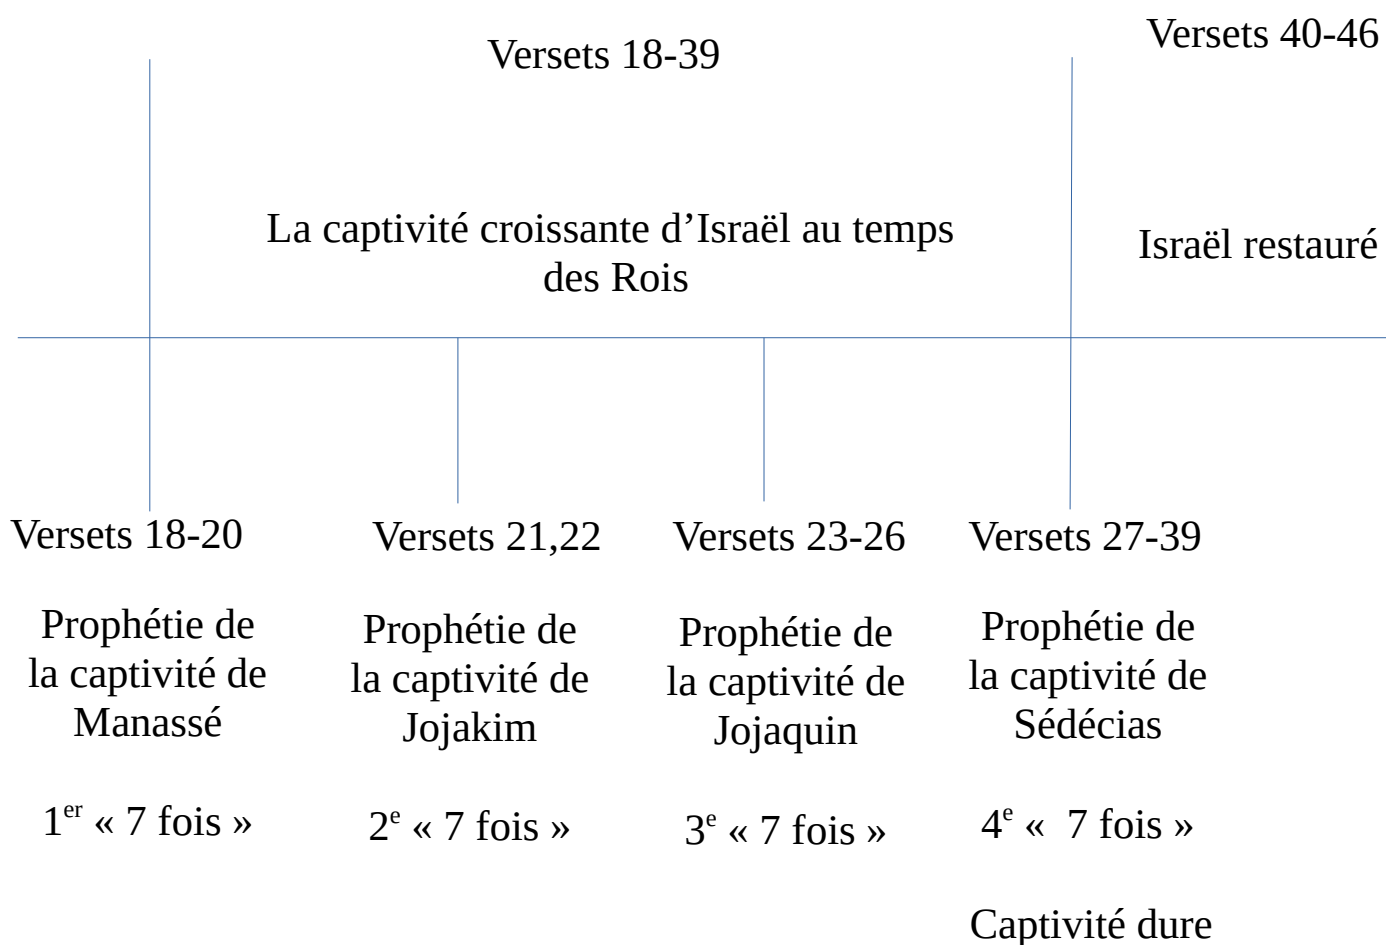 Versets 18-39
Versets 40-46
La captivité croissante d’Israël au temps
des Rois
Israël restauré
Versets 18-20
Prophétie de
la captivité de
Manassé
1er « 7 fois »
Versets 21,22
Prophétie de
la captivité de
Jojakim
2e « 7 fois »
Versets 23-26
Prophétie de
la captivité de
Jojaquin
3e « 7 fois »
Versets 27-39
Prophétie de
la captivité de
Sédécias
4e «  7 fois »
Captivité dure